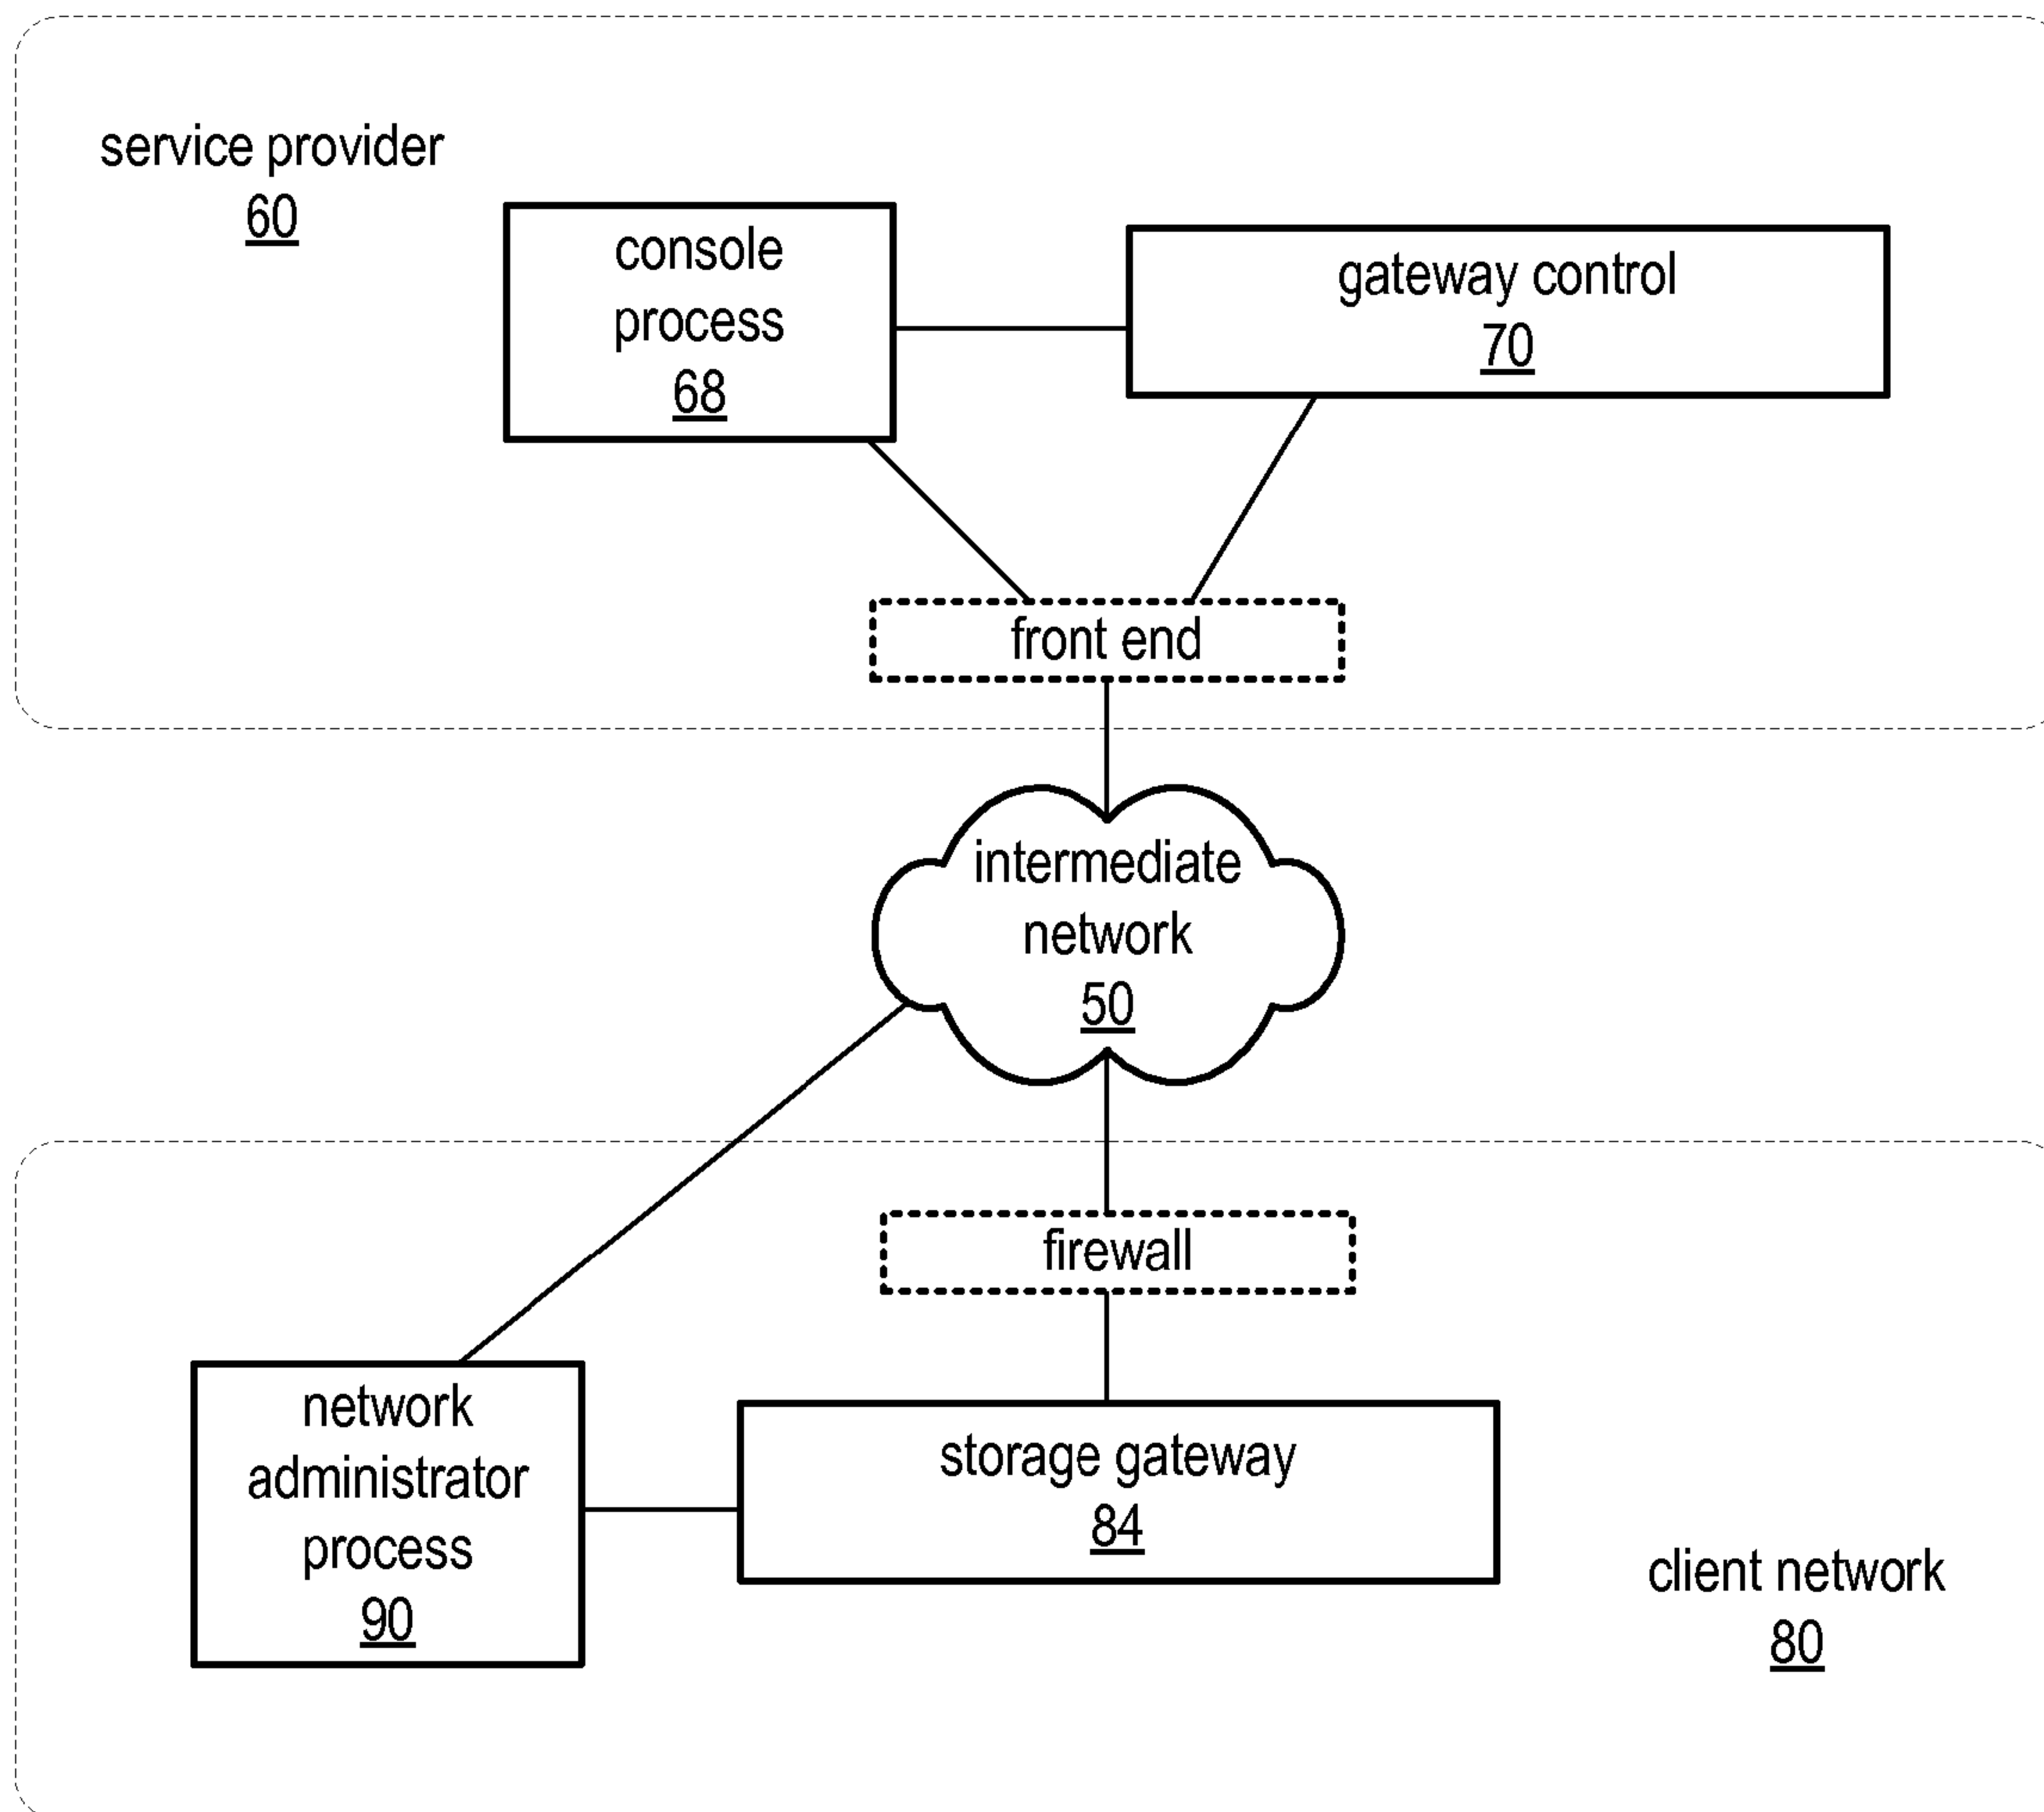 service provider
60
console
process
68
gateway control
70
front end
intermediate
network
50
firewall
network
administrator
process
90
storage gateway
84
client network
80